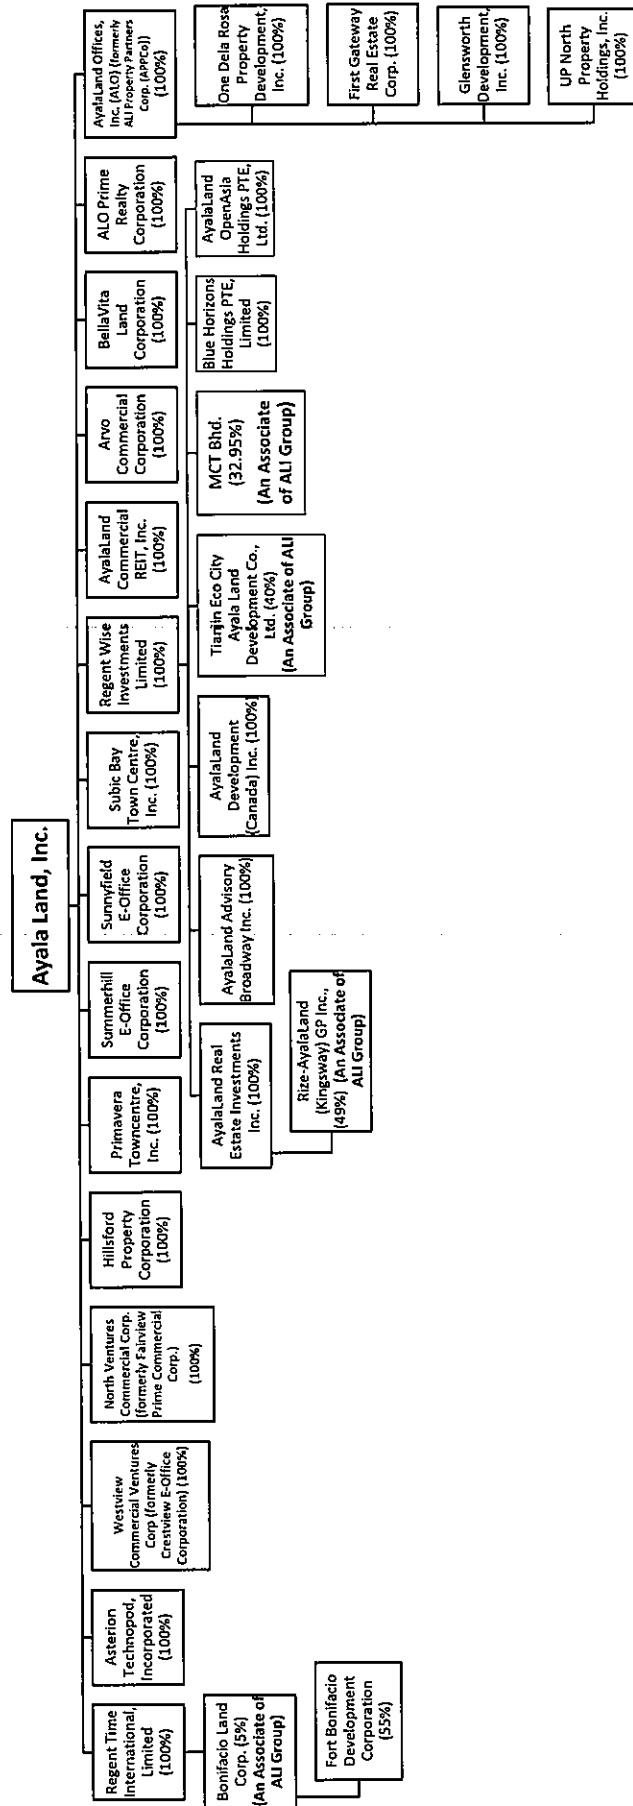 Ayala Land, Inc.
Regent Time
International,
Limited
(100%)
Asterion
Technopod,
Incorporated
(100%)
Westview
Commercial Ventures
Corp (formerly
Crestview E-Office
Corporation) (100%)
North Ventures
Commercial Corp.
(formerly Fairview
Prime Commercial
Corp.)
(100%)
Hillsford
Property
Corporation
(100%)
Primavera
Towncentre,
Inc. (100%)
Summerhill
E-Office
Corporation
(100%)
Sunnyfield
E-Office
Corporation
(100%)
Subic Bay
Town Centre,
Inc. (100%)
Regent Wise
Investments
Limited
(100%)
AyalaLand
Commercial
REIT, Inc.
(100%)
Arvo
Commercial
Corporation
(100%)
BellaVita
Land
Corporation
(100%)
ALO Prime
Realty
Corporation
(100%)
AyalaLand Offices,
Inc. (ALO) (formerly
ALI Property Partners
Corp. (APPCo))
(100%)
Bonifacio Land
Corp. (5%)
(An Associate of
ALI Group)
Fort Bonifacio
Development
Corporation
(55%)
AyalaLand Real
Estate Investments
Inc. (100%)
AyalaLand Advisory
Broadway Inc. (100%)
AyalaLand
Development
(Canada) Inc. (100%)
Tianjin Eco City
Ayala Land
Development Co.,
Ltd. (40%)
(An Associate of ALI
Group)
MCT Bhd.
(32.95%)
(An Associate
of ALI Group)
Blue Horizons
Holdings PTE,
Limited
(100%)
AyalaLand
OpenAsia
Holdings PTE,
Ltd. (100%)
Rize-AyalaLand
(Kingsway) GP Inc.,
(49%) (An Associate of
ALI Group)
One Dela Rosa
Property
Development,
Inc. (100%)
First Gateway
Real Estate
Corp. (100%)
Glensworth
Development,
Inc. (100%)
UP North
Property
Holdings, Inc.
(100%)